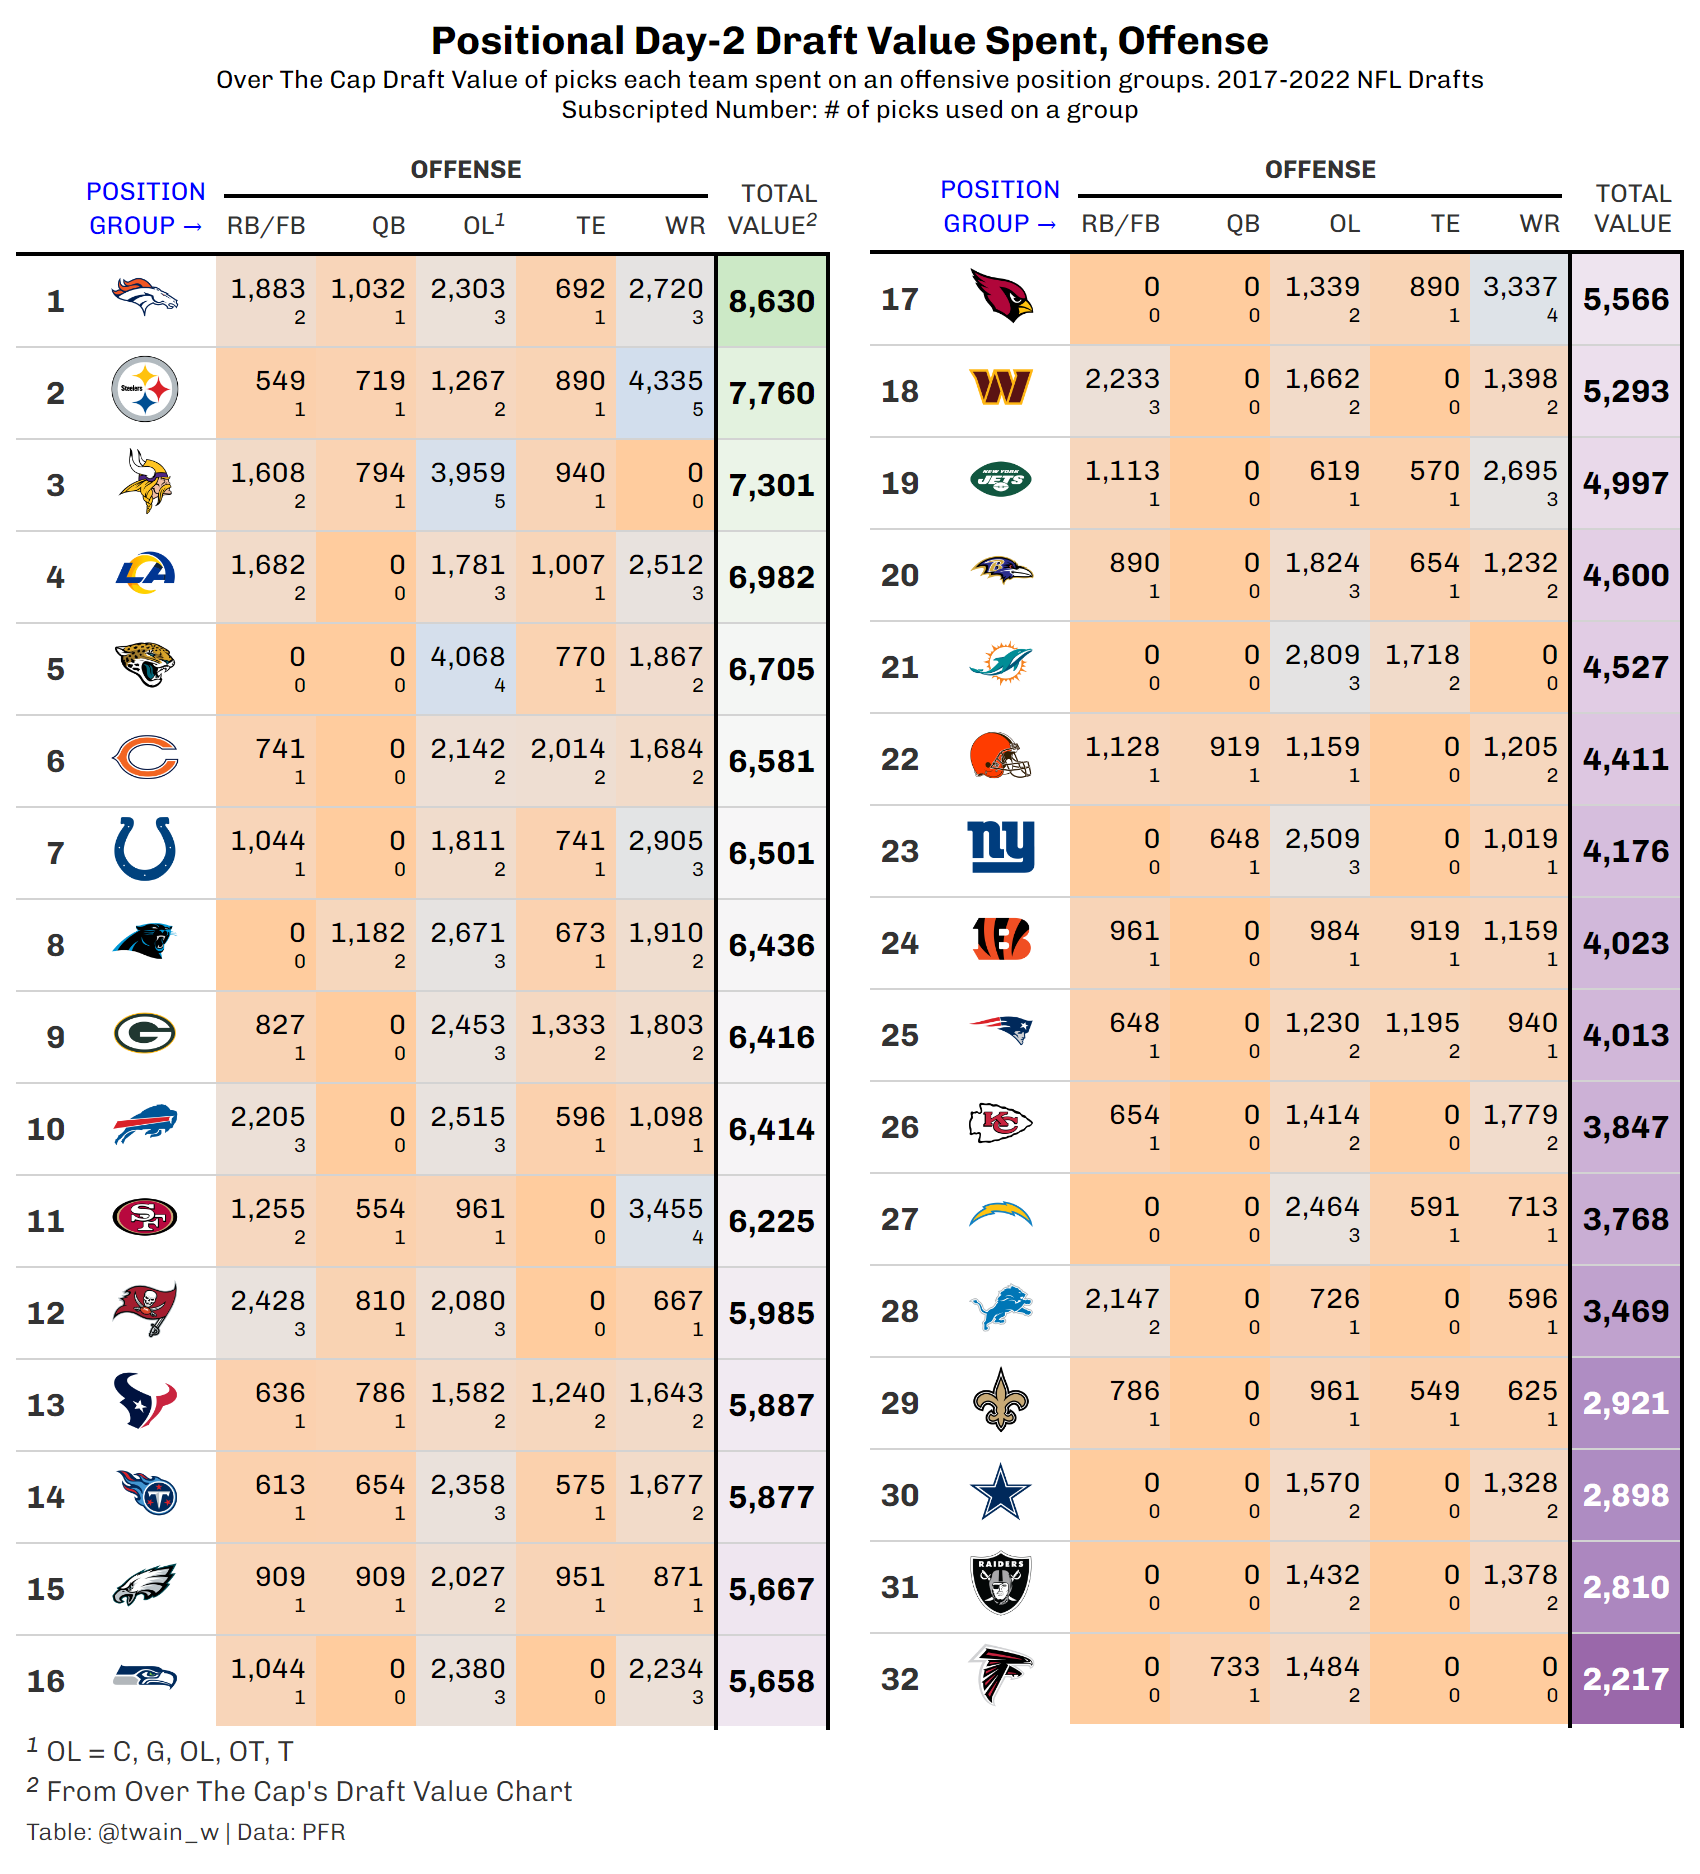 Positional Day-2 Draft Value Spent, Offense
Over The Cap Draft Value of picks each team spent on an offensive position groups. 2017-2022 NFL Drafts
Subscripted Number: # of picks used on a group
OFFENSE
POSITION GROUP → RB/FB QB OL¹ TE WR TOTAL VALUE²
1 1,883 1,032 2,303 692 2,720 8,630
2 1 3 1 3
2 Steelers 549 719 1,267 890 4,335 7,760
1 1 2 1 5
3 1,608 794 3,959 940 0 7,301
2 1 5 1 0
4 LA 1,682 0 1,781 1,007 2,512 6,982
2 0 3 1 3
5 0 0 4,068 770 1,867 6,705
0 0 4 1 2
6 741 0 2,142 2,014 1,684 6,581
1 0 2 2 2
7 1,044 0 1,811 741 2,905 6,501
1 0 2 1 3
8 0 1,182 2,671 673 1,910 6,436
0 2 3 1 2
9 G 827 0 2,453 1,333 1,803 6,416
1 0 3 2 2
10 2,205 0 2,515 596 1,098 6,414
3 0 3 1 1
11 SF 1,255 554 961 0 3,455 6,225
2 1 1 0 4
12 2,428 810 2,080 0 667 5,985
3 1 3 0 1
13 636 786 1,582 1,240 1,643 5,887
1 1 2 2 2
14 T 613 654 2,358 575 1,677 5,877
1 1 3 1 2
15 909 909 2,027 951 871 5,667
1 1 2 1 1
16 1,044 0 2,380 0 2,234 5,658
1 0 3 0 3
OFFENSE
POSITION GROUP → RB/FB QB OL TE WR TOTAL VALUE
17 0 0 1,339 890 3,337 5,566
0 0 2 1 4
18 W 2,233 0 1,662 0 1,398 5,293
3 0 2 0 2
19 NEW YORK JETS 1,113 0 619 570 2,695 4,997
1 0 1 1 3
20 B 890 0 1,824 654 1,232 4,600
1 0 3 1 2
21 0 0 2,809 1,718 0 4,527
0 0 3 2 0
22 1,128 919 1,159 0 1,205 4,411
1 1 1 0 2
23 ny 0 648 2,509 0 1,019 4,176
0 1 3 0 1
24 B 961 0 984 919 1,159 4,023
1 0 1 1 1
25 648 0 1,230 1,195 940 4,013
1 0 2 2 1
26 KC 654 0 1,414 0 1,779 3,847
1 0 2 0 2
27 0 0 2,464 591 713 3,768
0 0 3 1 1
28 2,147 0 726 0 596 3,469
2 0 1 0 1
29 786 0 961 549 625 2,921
1 0 1 1 1
30 0 0 1,570 0 1,328 2,898
0 0 2 0 2
31 RAIDERS 0 0 1,432 0 1,378 2,810
0 0 2 0 2
32 0 733 1,484 0 0 2,217
0 1 2 0 0
¹ OL = C, G, OL, OT, T
² From Over The Cap's Draft Value Chart
Table: @twain_w | Data: PFR